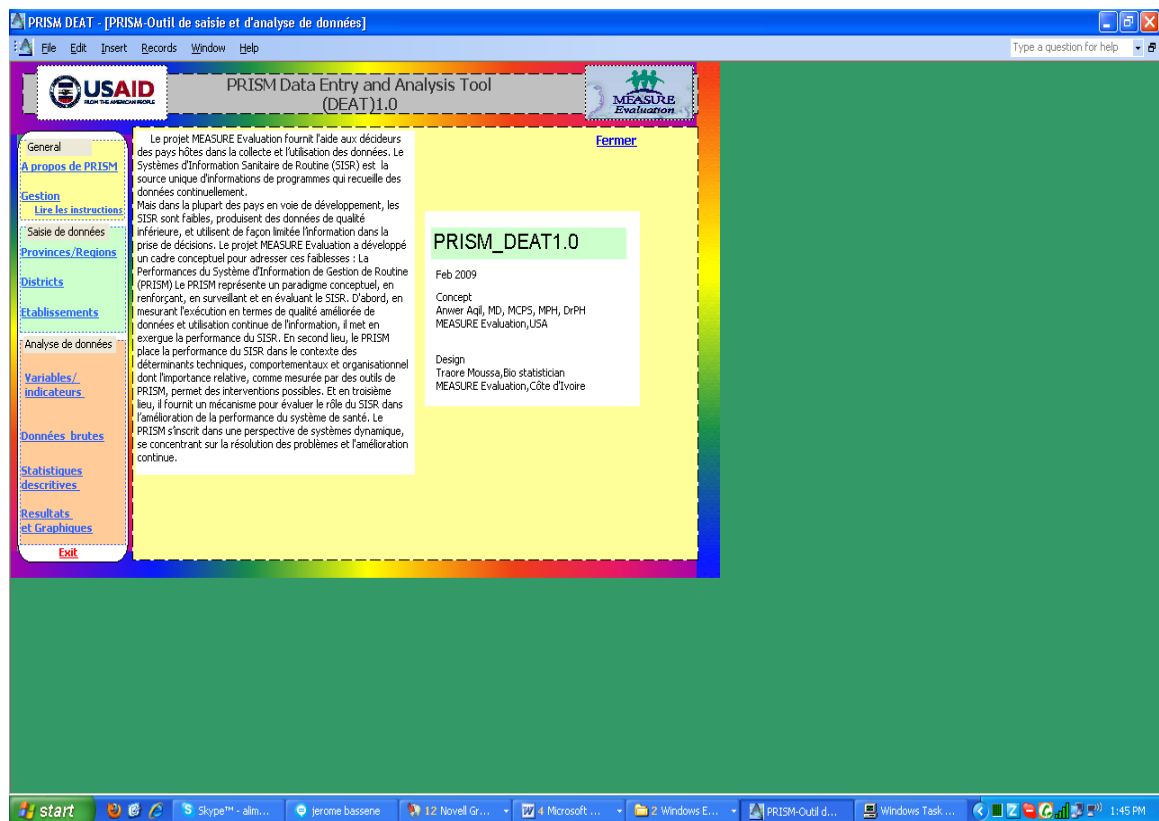 PRISM DEAT - [PRISM-Outil de saisie et d'analyse de données]
File Edit Insert Records Window Help
Type a question for help
USAID
FROM THE AMERICAN PEOPLE
PRISM Data Entry and Analysis Tool
(DEAT)1.0
MEASURE
Evaluation
General
A propos de PRISM
Gestion
Lire les instructions
Saisie de données
Provinces/Regions
Districts
Etablissements
Analyse de données
Variables/
indicateurs
Données brutes
Statistiques
descritives
Resultats
et Graphiques
Exit
Le projet MEASURE Evaluation fournit l'aide aux décideurs
des pays hôtes dans la collecte et l'utilisation des données. Le
Systèmes d'Information Sanitaire de Routine (SISR) est la
source unique d'informations de programmes qui recueille des
données continuellement.
Mais dans la plupart des pays en voie de développement, les
SISR sont faibles, produisent des données de qualité
inférieure, et utilisent de façon limitée l'information dans la
prise de décisions. Le projet MEASURE Evaluation a développé
un cadre conceptuel pour adresser ces faiblesses : La
Performances du Système d'Information de Gestion de Routine
(PRISM) Le PRISM représente un paradigme conceptuel, en
renforçant, en surveillant et en évaluant le SISR. D'abord, en
mesurant l'exécution en termes de qualité améliorée de
données et utilisation continue de l'information, il met en
exergue la performance du SISR. En second lieu, le PRISM
place la performance du SISR dans le contexte des
déterminants techniques, comportementaux et organisationnel
dont l'importance relative, comme mesurée par des outils de
PRISM, permet des interventions possibles. Et en troisième
lieu, il fournit un mécanisme pour évaluer le rôle du SISR dans
l'amélioration de la performance du système de santé. Le
PRISM s'inscrit dans une perspective de systèmes dynamique,
se concentrant sur la résolution des problèmes et l'amélioration
continue.
Fermer
PRISM_DEAT1.0
Feb 2009
Concept
Anwer Aqil, MD, MCPS, MPH, DrPH
MEASURE Evaluation,USA
Design
Traore Moussa,Bio statistician
MEASURE Evaluation,Côte d'Ivoire
start Skype™ - alim... jerome bassene 12 Novell Gr... 4 Microsoft ... 2 Windows E... PRISM-Outil d... Windows Task ... 1:45 PM